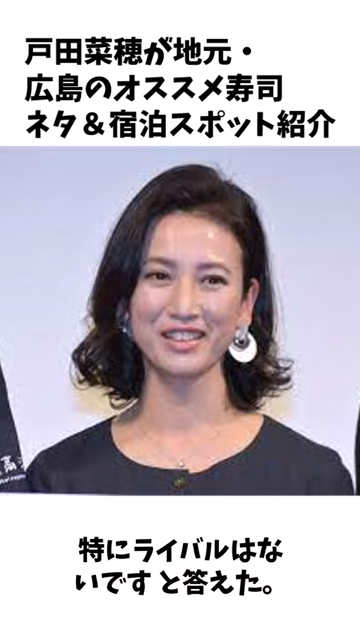 戸田菜穂が地元・
広島のオススメ寿司
ネタ＆宿泊スポット紹介
高
特にライバルはな
いです と答えた。